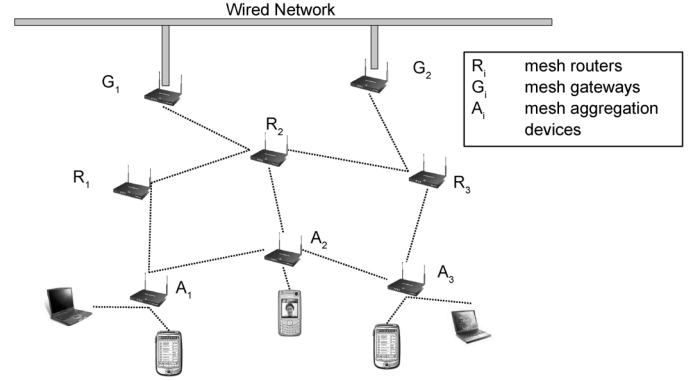 Wired Network
G1
G2
Ri mesh routers
Gi mesh gateways
Ai mesh aggregation
devices
R2
R1
R3
A2
A1
A3